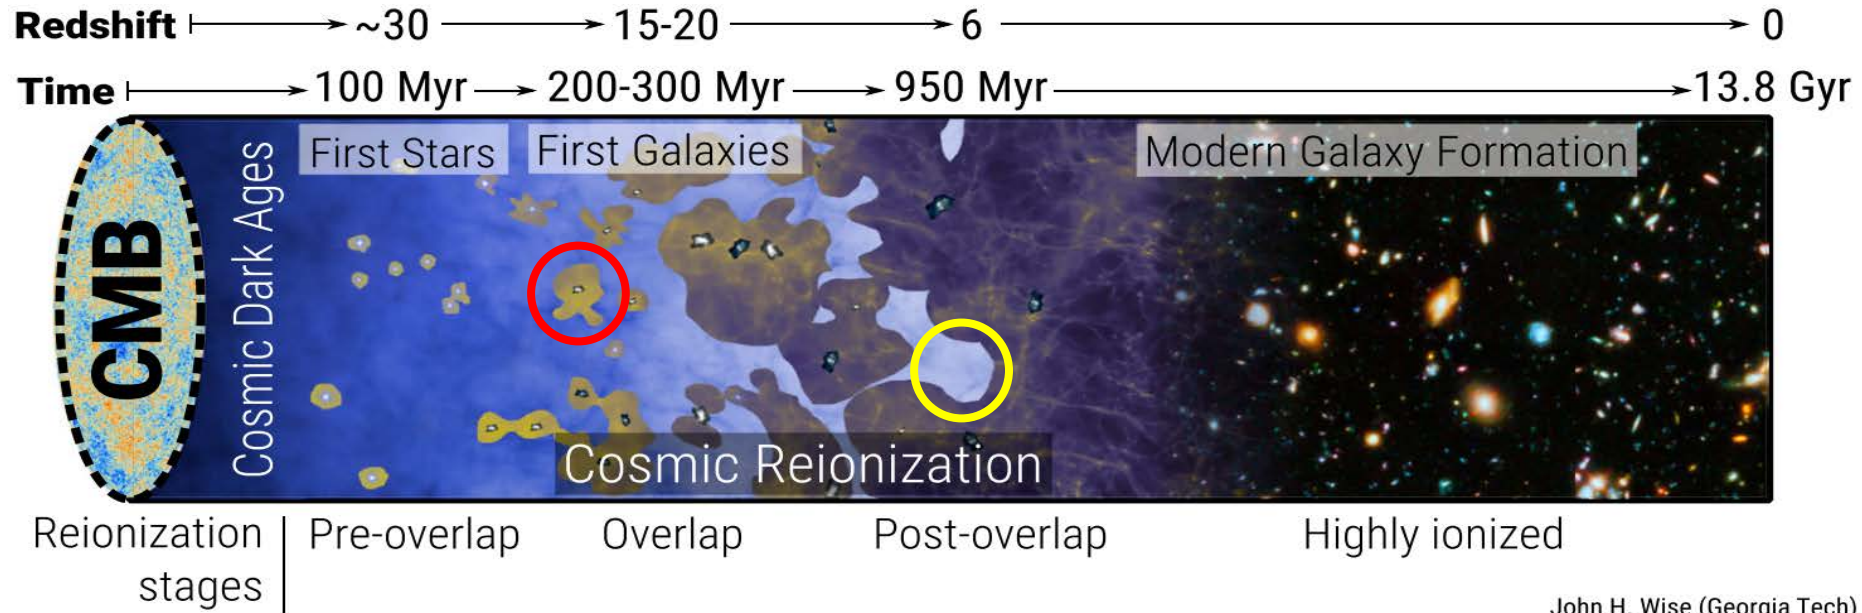 Redshift ~30 15-20 6 0
Time 100 Myr 200-300 Myr 950 Myr 13.8 Gyr
CMB
Cosmic Dark Ages
First Stars
First Galaxies
Modern Galaxy Formation
Cosmic Reionization
Reionization
stages
Pre-overlap
Overlap
Post-overlap
Highly ionized
John H. Wise (Georgia Tech)